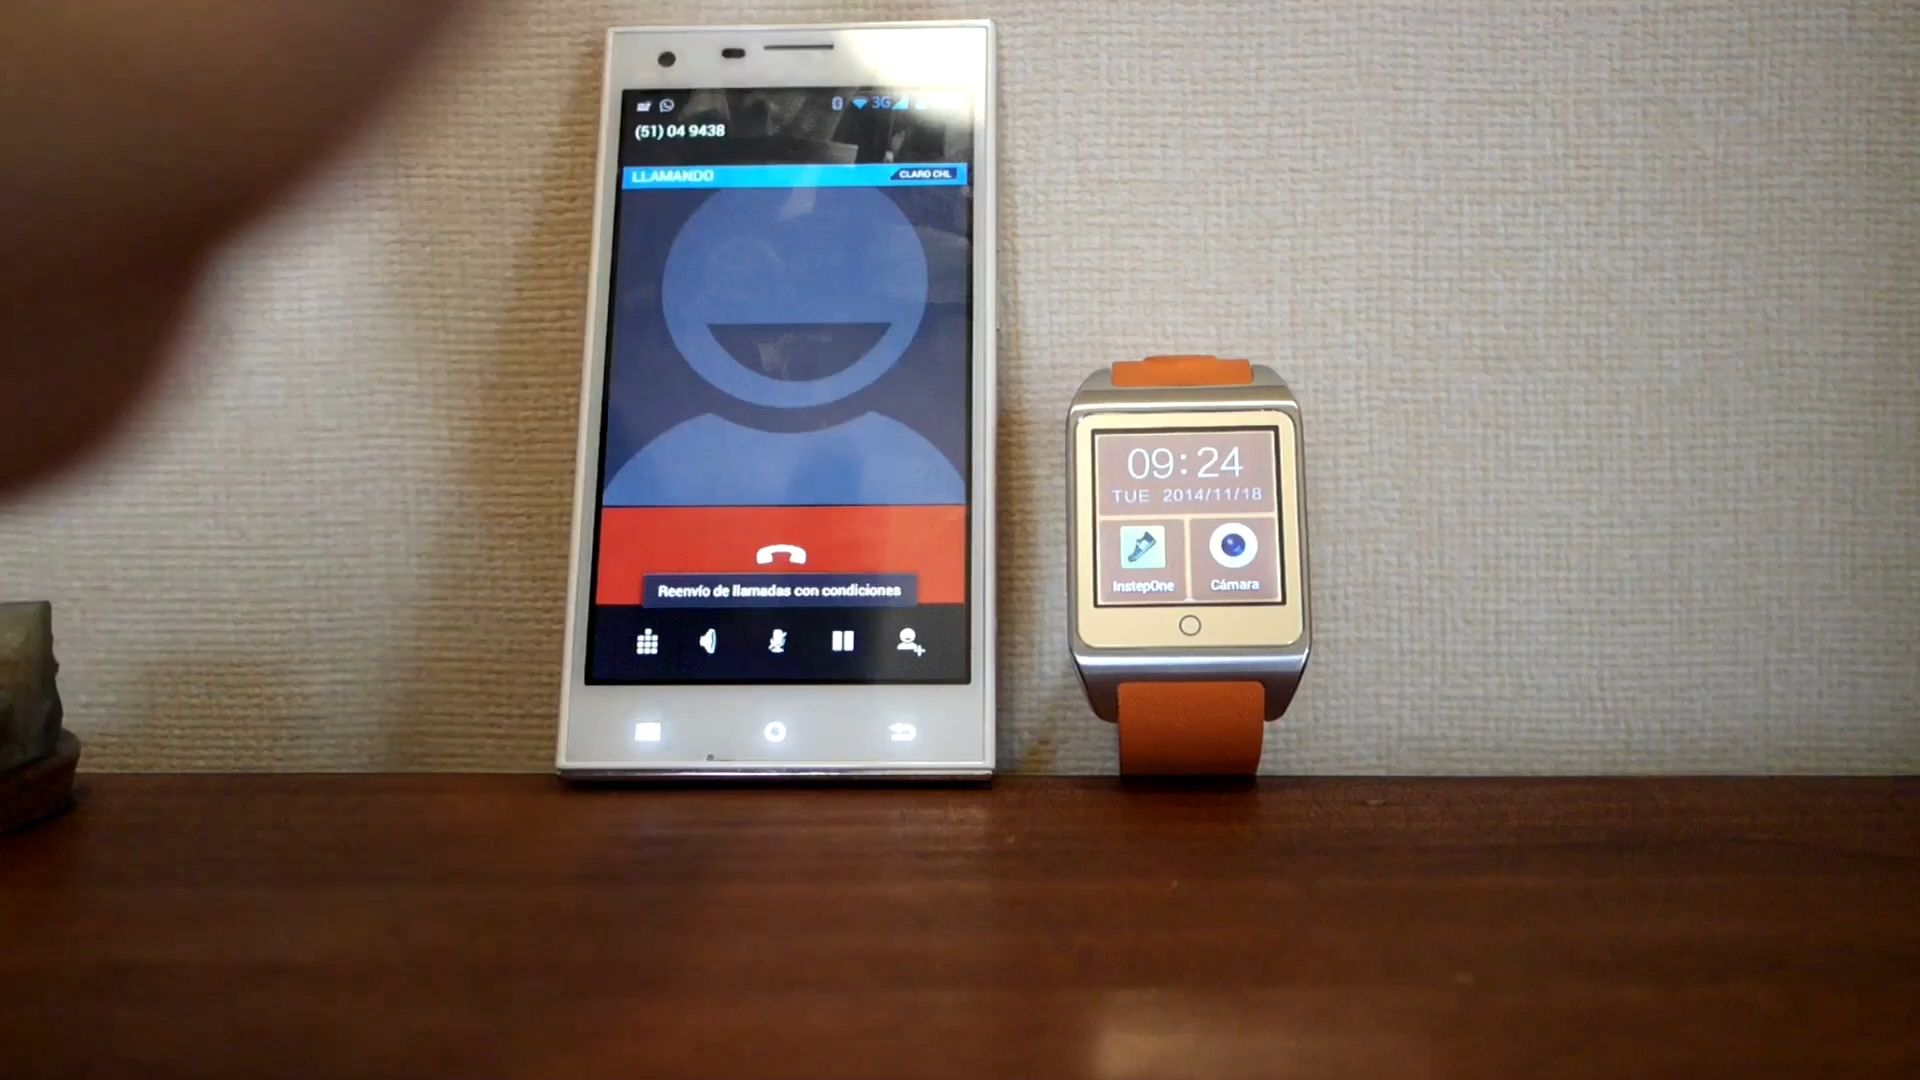 3G
(51) 04 9438
LLAMANDO
CLARO CHL
Reenvío de llamadas con condiciones
09:24
TUE 2014/11/18
InstepOne
Cámara